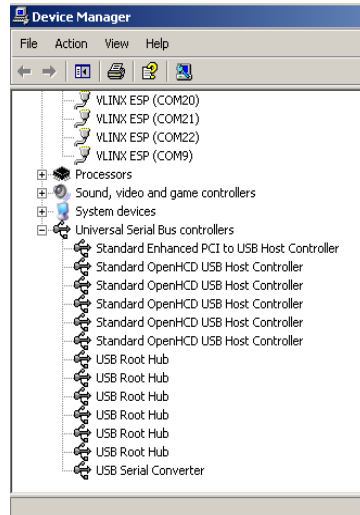 Device Manager
File Action View Help
VLINX ESP (COM20)
VLINX ESP (COM21)
VLINX ESP (COM22)
VLINX ESP (COM9)
Processors
Sound, video and game controllers
System devices
Universal Serial Bus controllers
Standard Enhanced PCI to USB Host Controller
Standard OpenHCD USB Host Controller
Standard OpenHCD USB Host Controller
Standard OpenHCD USB Host Controller
Standard OpenHCD USB Host Controller
Standard OpenHCD USB Host Controller
USB Root Hub
USB Root Hub
USB Root Hub
USB Root Hub
USB Root Hub
USB Root Hub
USB Serial Converter